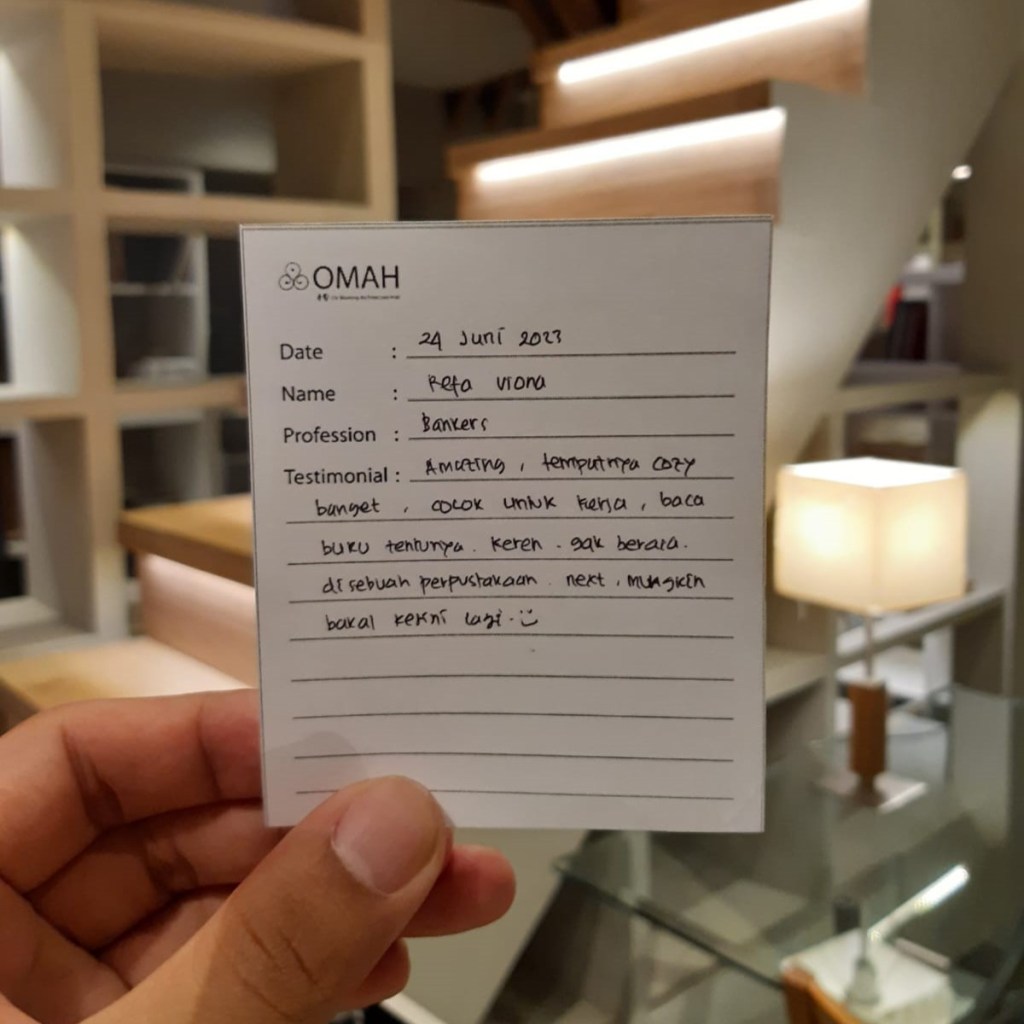 OMAH
Date : 24 Juni 2023
Name : Refa Viona
Profession : Bankers
Testimonial : Amazing, tempatnya cozy
banget, cocok untuk kerja, baca
buku tentunya. keren. gak berasa.
di sebuah perpustakaan. next, mungkin
bakal kesini lagi. :)